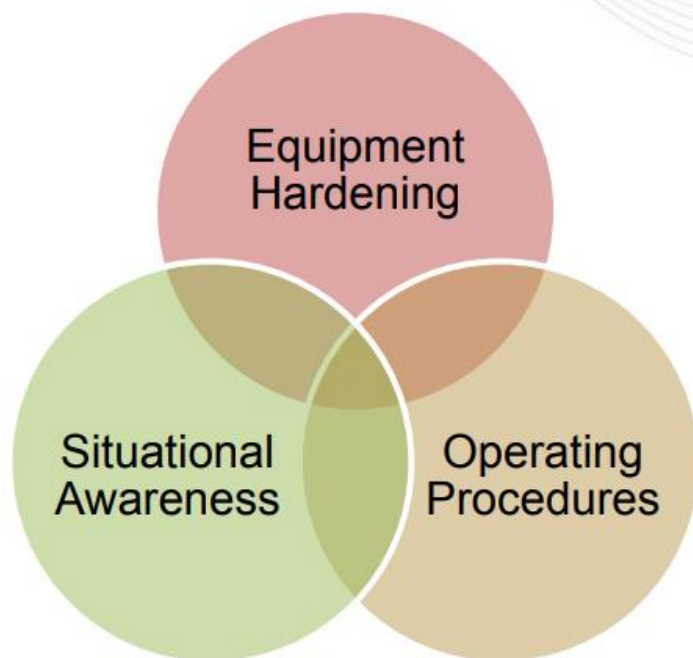 Equipment
Hardening
Situational
Awareness
Operating
Procedures